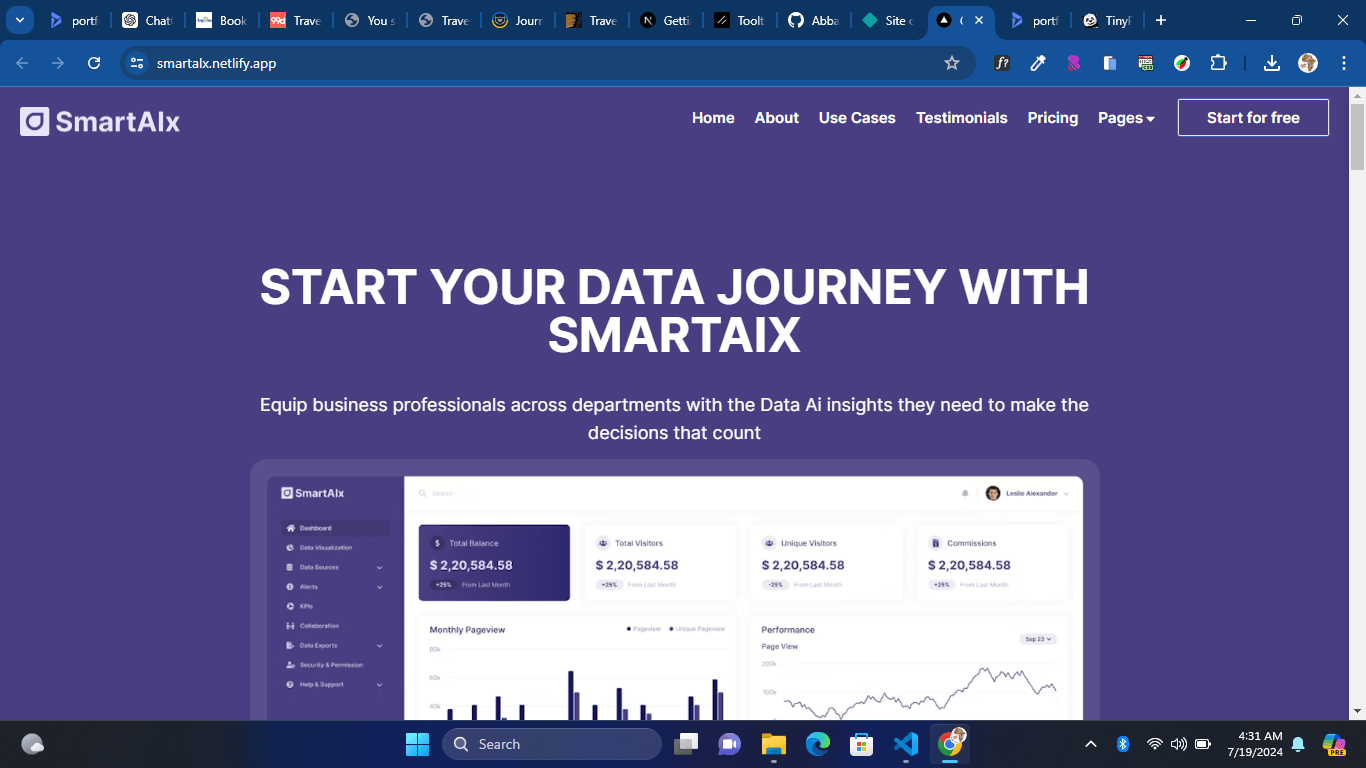 portf
Chat
Book
99d
Trave
You s
Trave
Journ
Trave
Getti
Toolt
Abba
Site c
portf
TinyP
smartalx.netlify.app
SmartAIx
Home About Use Cases Testimonials Pricing Pages Start for free
START YOUR DATA JOURNEY WITH
SMARTAIX
Equip business professionals across departments with the Data Ai insights they need to make the
decisions that count
SmartAIx
Search
Leslie Alexander
Dashboard
Data Visualization
Data Sources
Alerts
KPIs
Collaboration
Data Exports
Security & Permission
Help & Support
$ Total Balance
$ 2,20,584.58
+25% From Last Month
Total Visitors
$ 2,20,584.58
+25% From Last Month
Unique Visitors
$ 2,20,584.58
-25% From Last Month
Commissions
$ 2,20,584.58
+25% From Last Month
Monthly Pageview
Pageview Unique Pageview
80k
60k
40k
Performance
Page View
Sep 23
200k
100k
Search
4:31 AM
7/19/2024
PRE